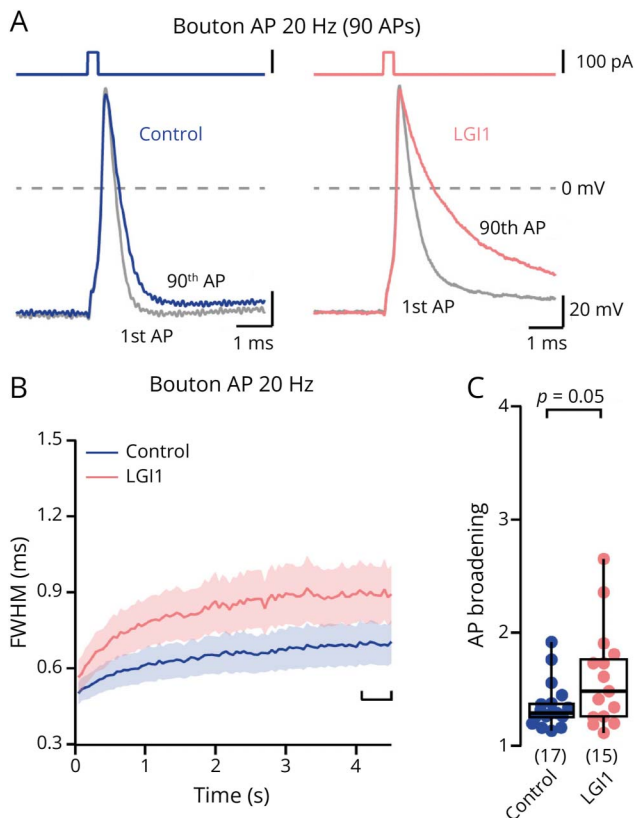 A
Bouton AP 20 Hz (90 APs)
100 pA
Control
LGI1
0 mV
90th AP
90th AP
1st AP
1st AP
20 mV
1 ms
1 ms
B
Bouton AP 20 Hz
Control
LGI1
FWHM (ms)
1.5
1.2
0.9
0.6
0.3
0
1
2
3
4
Time (s)
C
p = 0.05
AP broadening
4
3
2
1
(17)
(15)
Control
LGI1